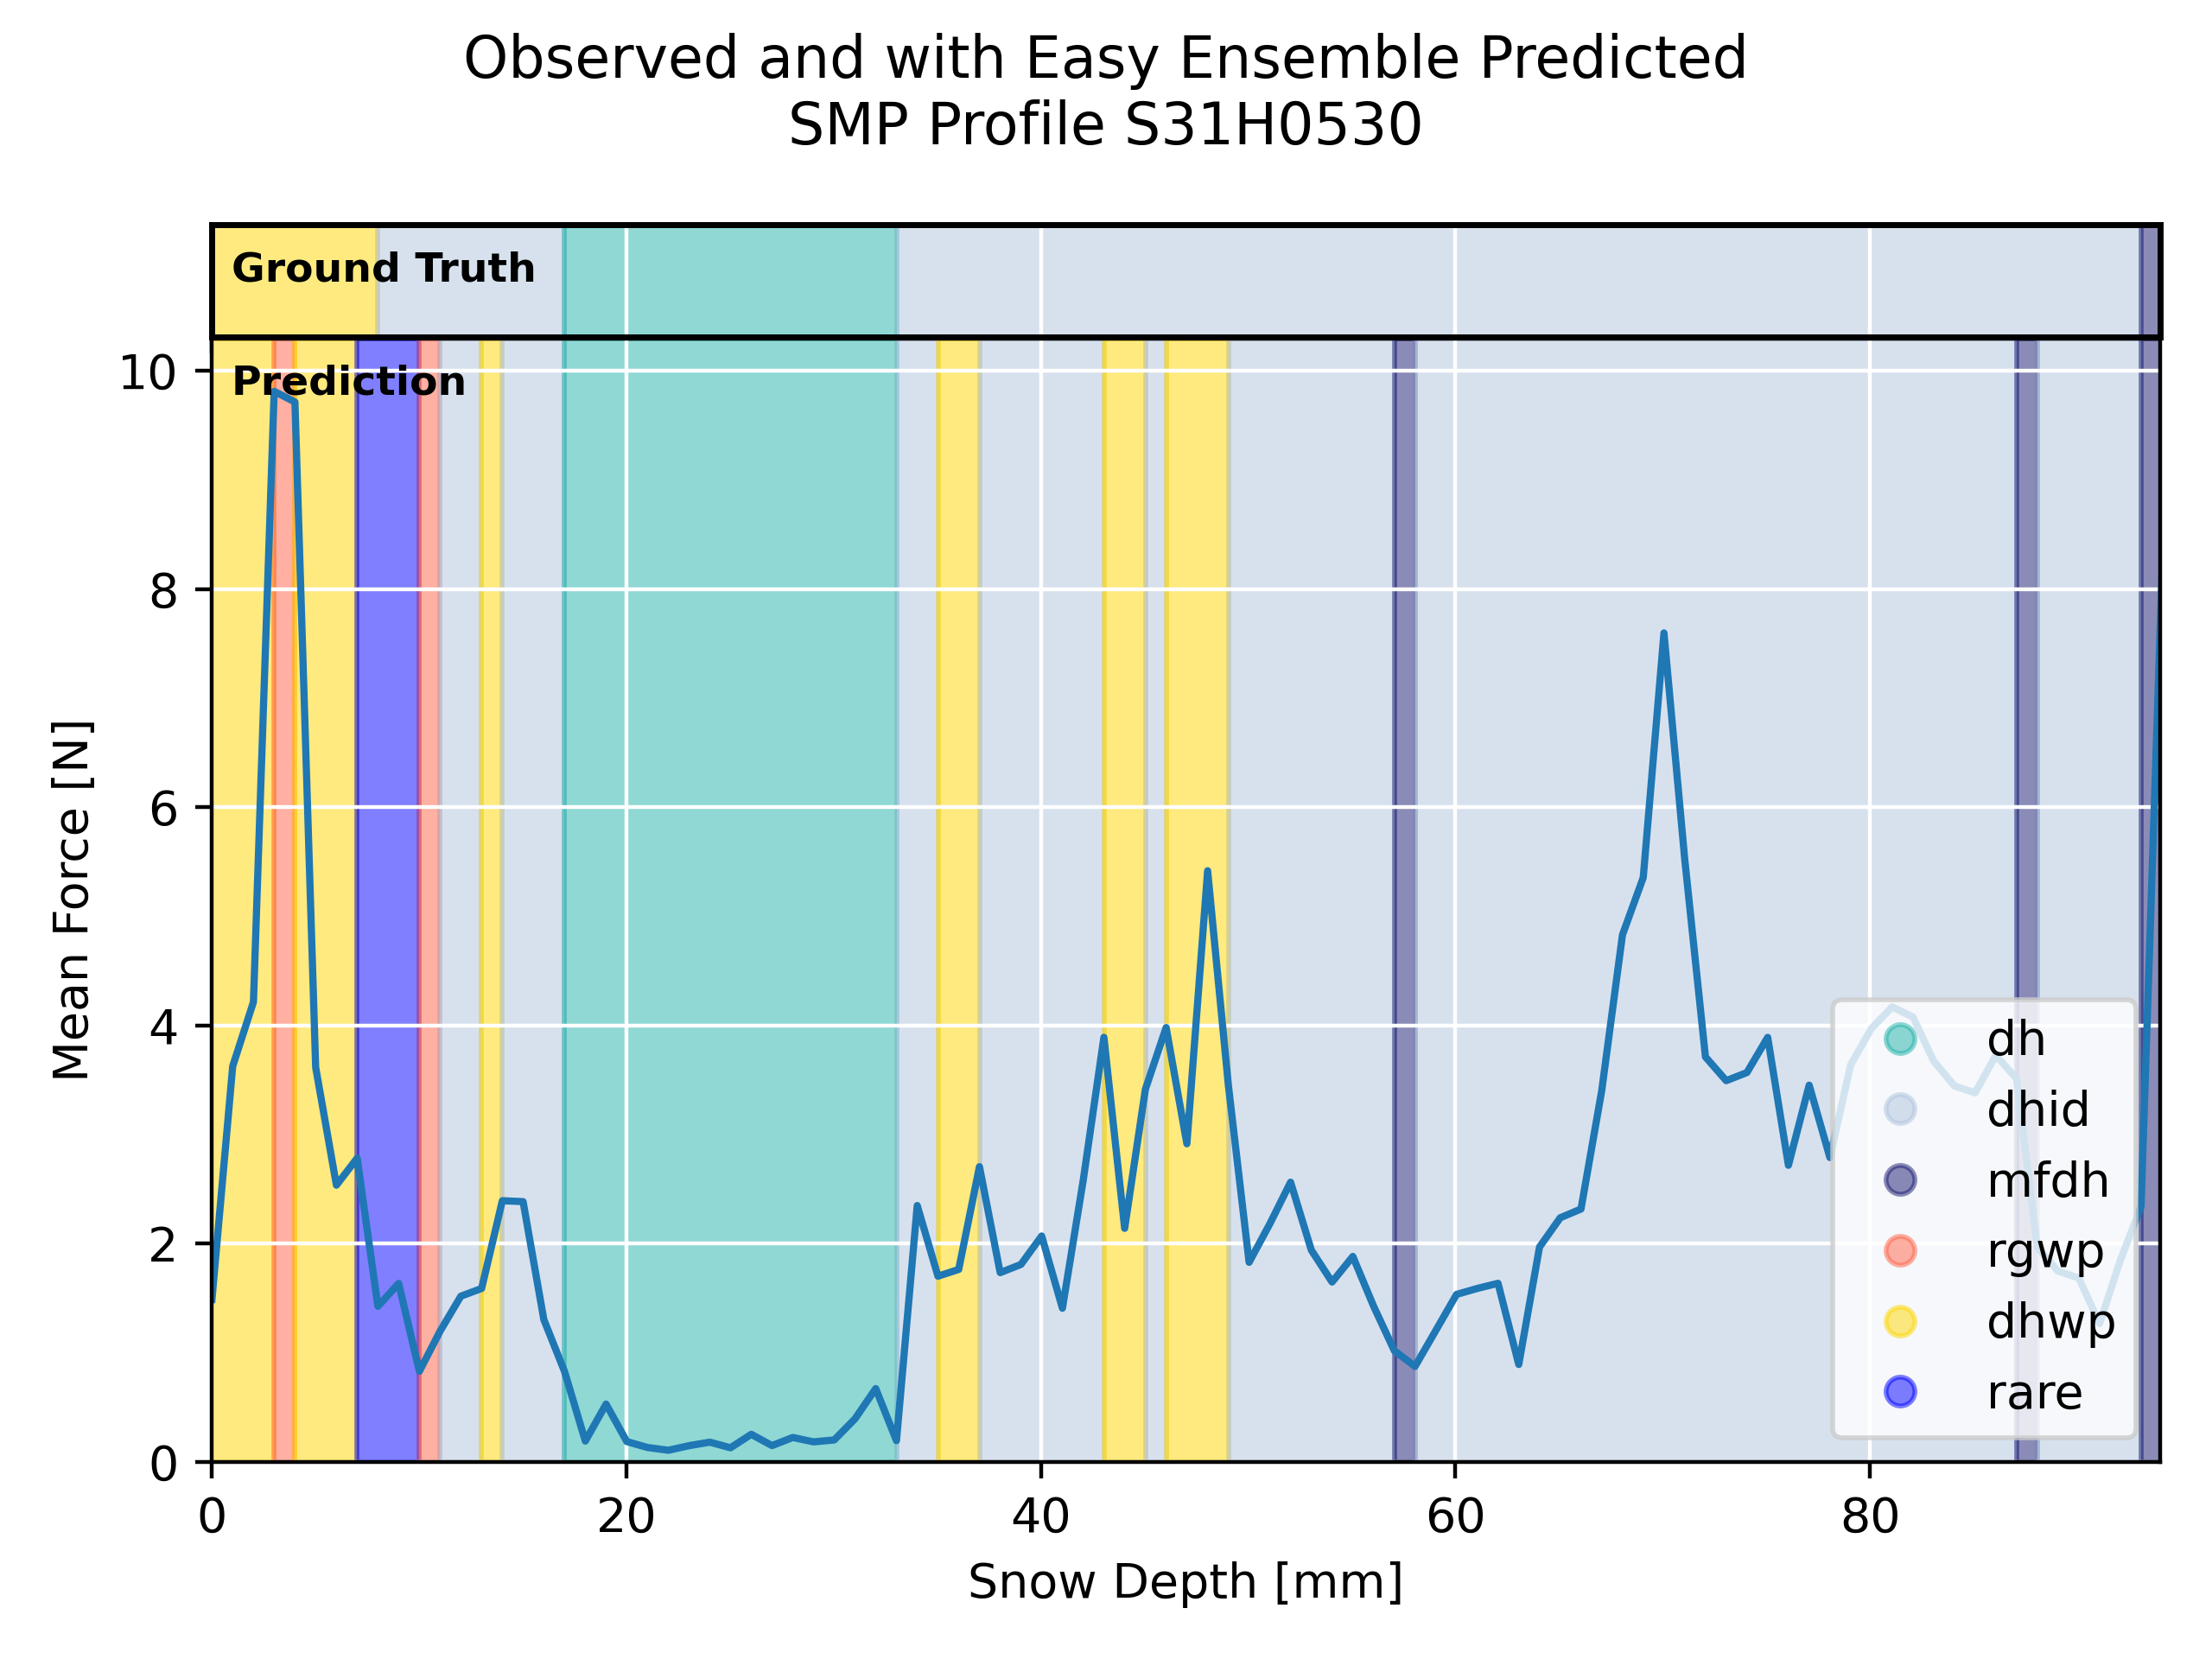 Observed and with Easy Ensemble Predicted
SMP Profile S31H0530
Ground Truth
Prediction
10
8
6
4
2
0
Mean Force [N]
0 20 40 60 80
Snow Depth [mm]
dh
dhid
mfdh
rgwp
dhwp
rare